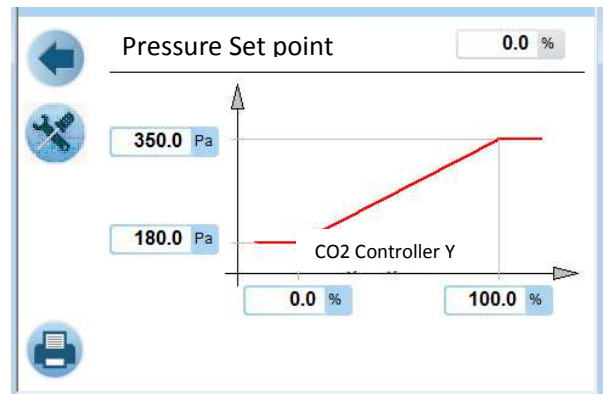 Pressure Set point
0.0 %
350.0 Pa
180.0 Pa
CO2 Controller Y
0.0 %
100.0 %